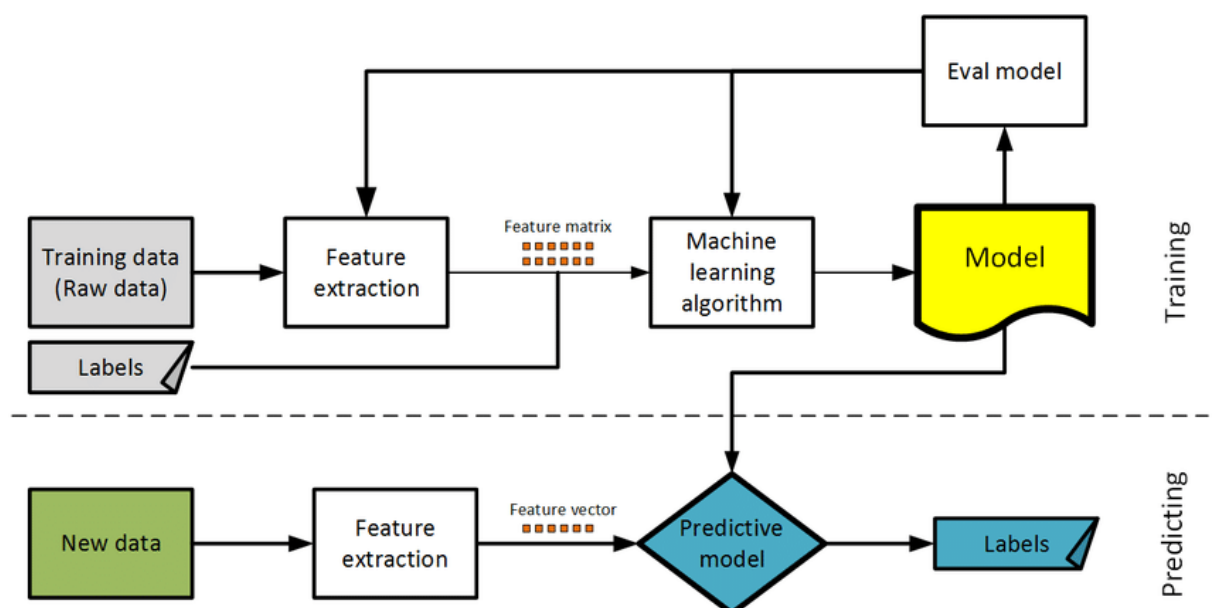 Eval model
Feature matrix
Training data
(Raw data)
Feature
extraction
Machine
learning
algorithm
Model
Training
Labels
New data
Feature
extraction
Feature vector
Predictive
model
Labels
Predicting